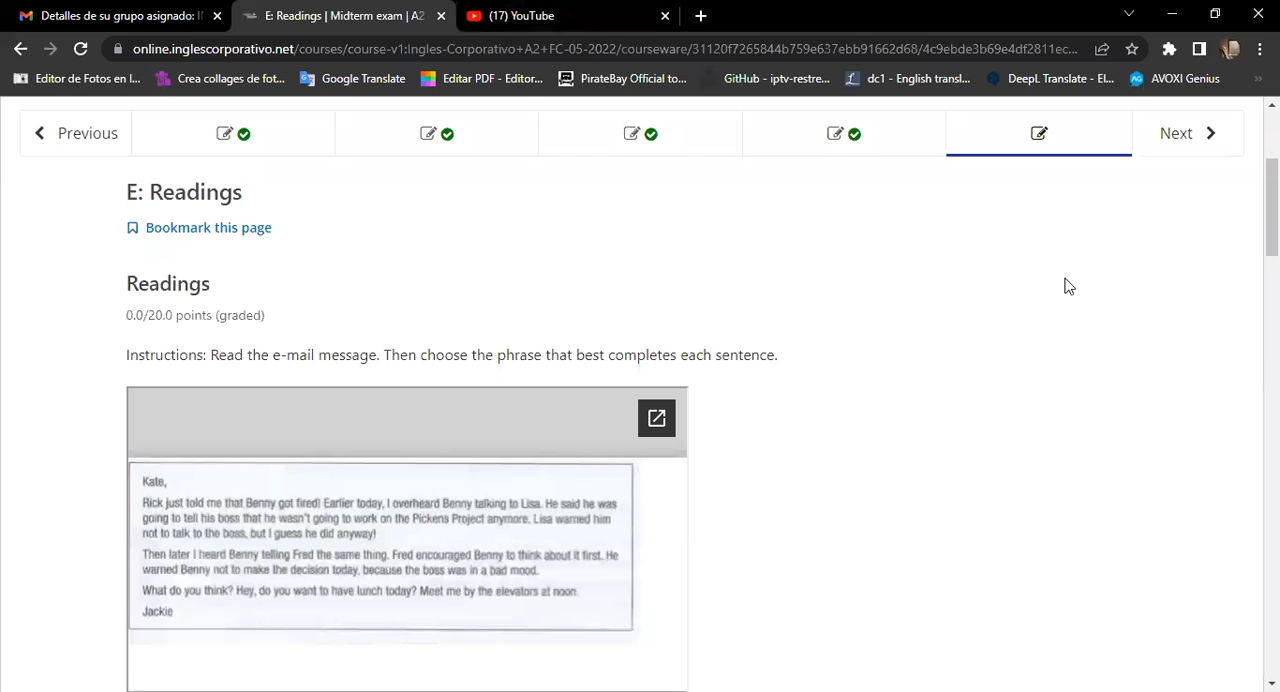 Detalles de su grupo asignado: I
E: Readings | Midterm exam | A2
(17) YouTube
online.inglescorporativo.net/courses/course-v1:Ingles-Corporativo+A2+FC-05-2022/courseware/31120f7265844b759e637ebb91662d68/4c9ebde3b69e4df2811ec...
Editor de Fotos en l...
Crea collages de fot...
Google Translate
Editar PDF - Editor...
PirateBay Official to...
GitHub - iptv-restre...
dc1 - English transl...
DeepL Translate - El...
AVOXI Genius
»
Previous
Next
E: Readings
Bookmark this page
Readings
0.0/20.0 points (graded)
Instructions: Read the e-mail message. Then choose the phrase that best completes each sentence.
Kate,
Rick just told me that Benny got fired! Earlier today, I overheard Benny talking to Lisa. He said he was
going to tell his boss that he wasn't going to work on the Pickens Project anymore. Lisa warned him
not to talk to the boss, but I guess he did anyway!
Then later I heard Benny telling Fred the same thing. Fred encouraged Benny to think about it first. He
warned Benny not to make the decision today, because the boss was in a bad mood.
What do you think? Hey, do you want to have lunch today? Meet me by the elevators at noon.
Jackie